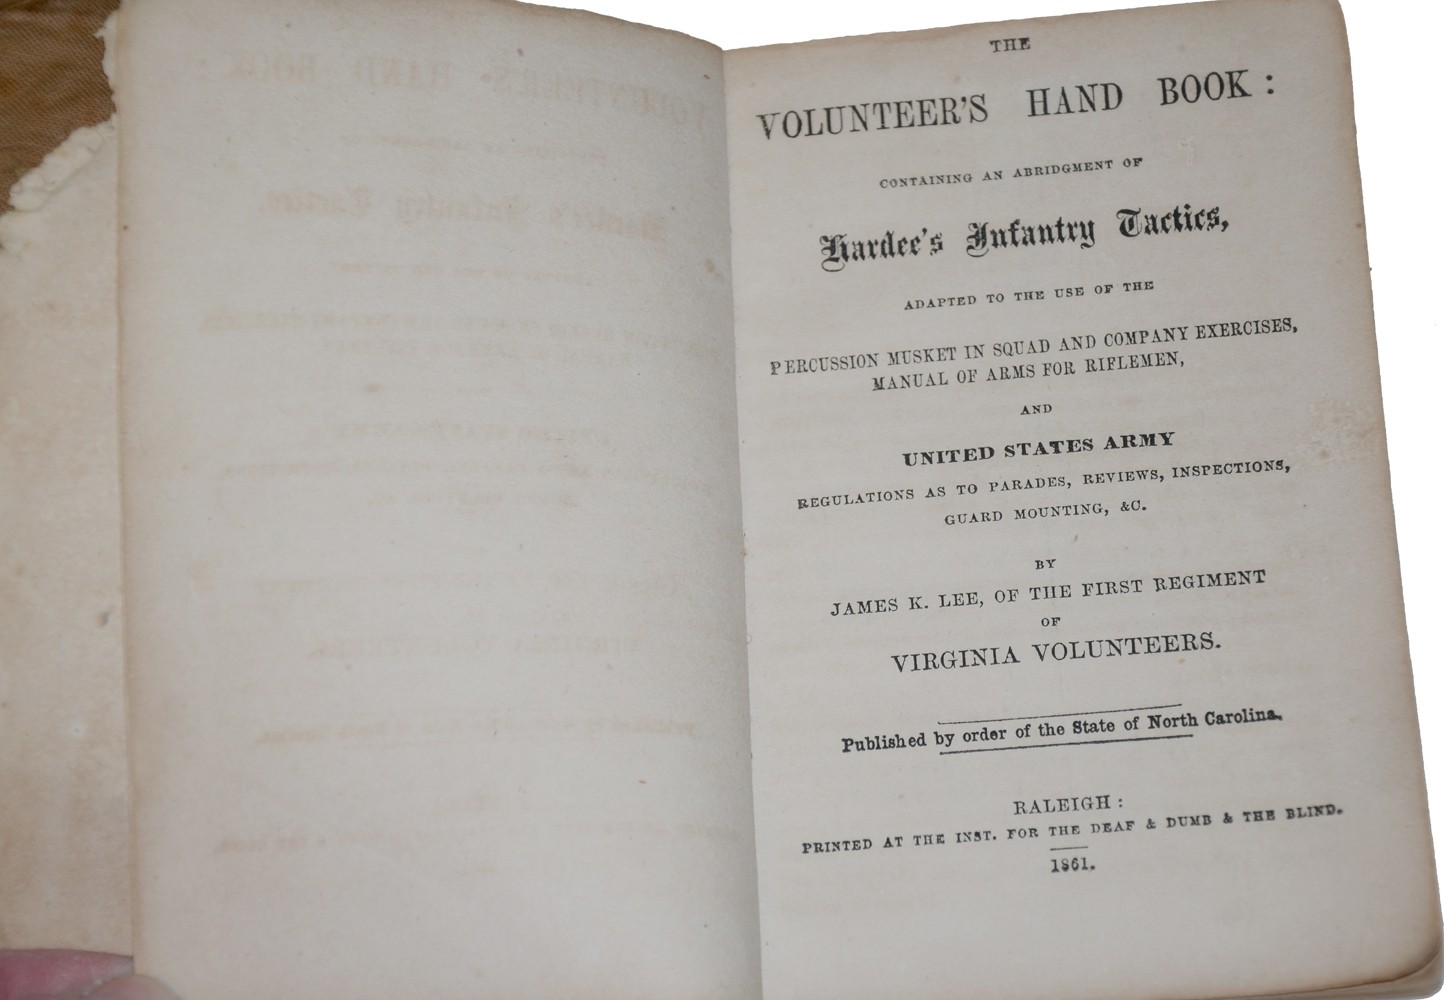 THE
VOLUNTEER'S HAND BOOK:
CONTAINING AN ABRIDGMENT OF
Hardee's Infantry Tactics,
ADAPTED TO THE USE OF THE
PERCUSSION MUSKET IN SQUAD AND COMPANY EXERCISES,
MANUAL OF ARMS FOR RIFLEMEN,
AND
UNITED STATES ARMY
REGULATIONS AS TO PARADES, REVIEWS, INSPECTIONS,
GUARD MOUNTING, &C.
BY
JAMES K. LEE, OF THE FIRST REGIMENT
OF
VIRGINIA VOLUNTEERS.
Published by order of the State of North Carolina.
RALEIGH:
PRINTED AT THE INST. FOR THE DEAF & DUMB & THE BLIND.
1861.